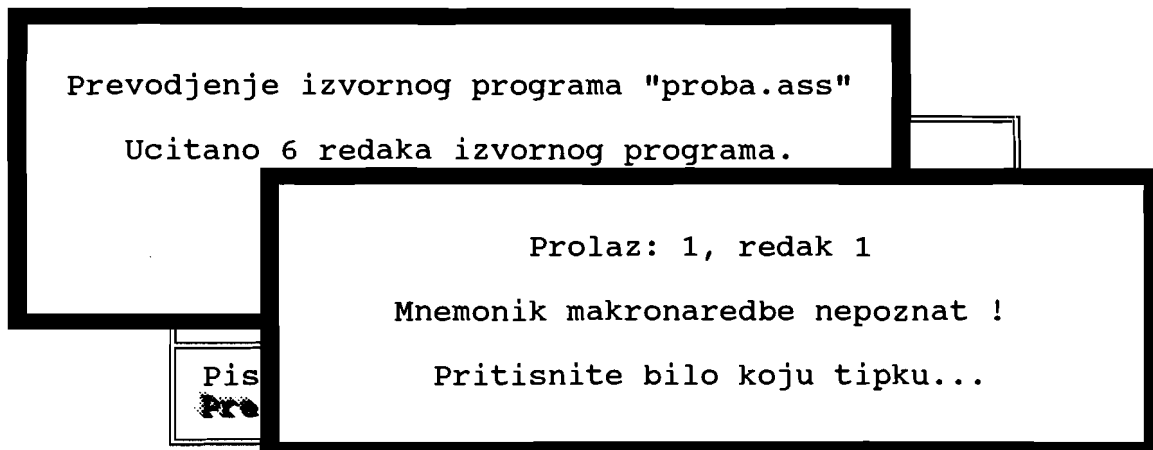 Prevodjenje izvornog programa "proba.ass"
Ucitano 6 redaka izvornog programa.
Prolaz: 1, redak 1
Mnemonik makronaredbe nepoznat !
Pritisnite bilo koju tipku...
Pis
Pre